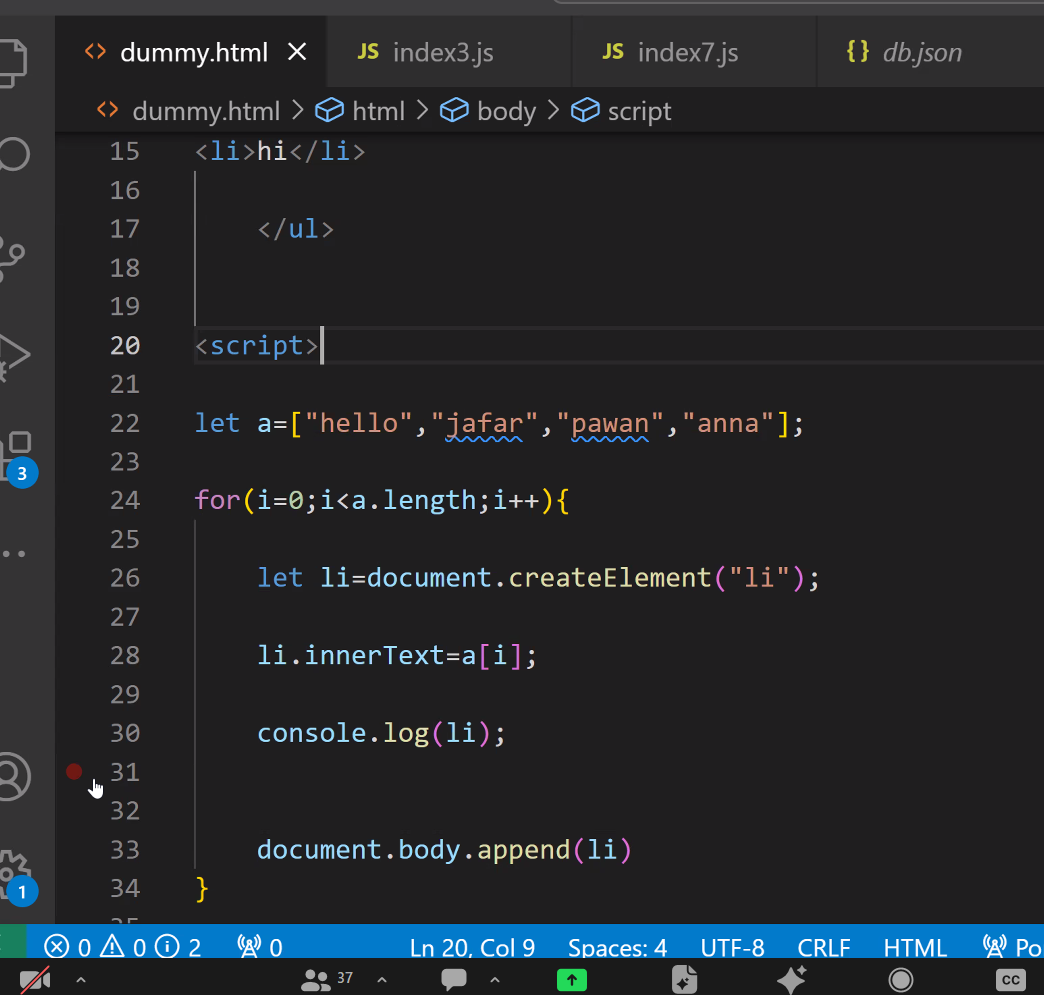 <> dummy.html × JS index3.js JS index7.js {} db.json
<> dummy.html > html > body > script
15 <li>hi</li>
16
17 </ul>
18
19
20 <script>
21
22 let a=["hello","jafar","pawan","anna"];
23
24 for(i=0;i<a.length;i++){
25
26 let li=document.createElement("li");
27
28 li.innerText=a[i];
29
30 console.log(li);
31
32
33 document.body.append(li)
34 }
3
1
0 0 2 0 Ln 20, Col 9 Spaces: 4 UTF-8 CRLF HTML
37 CC